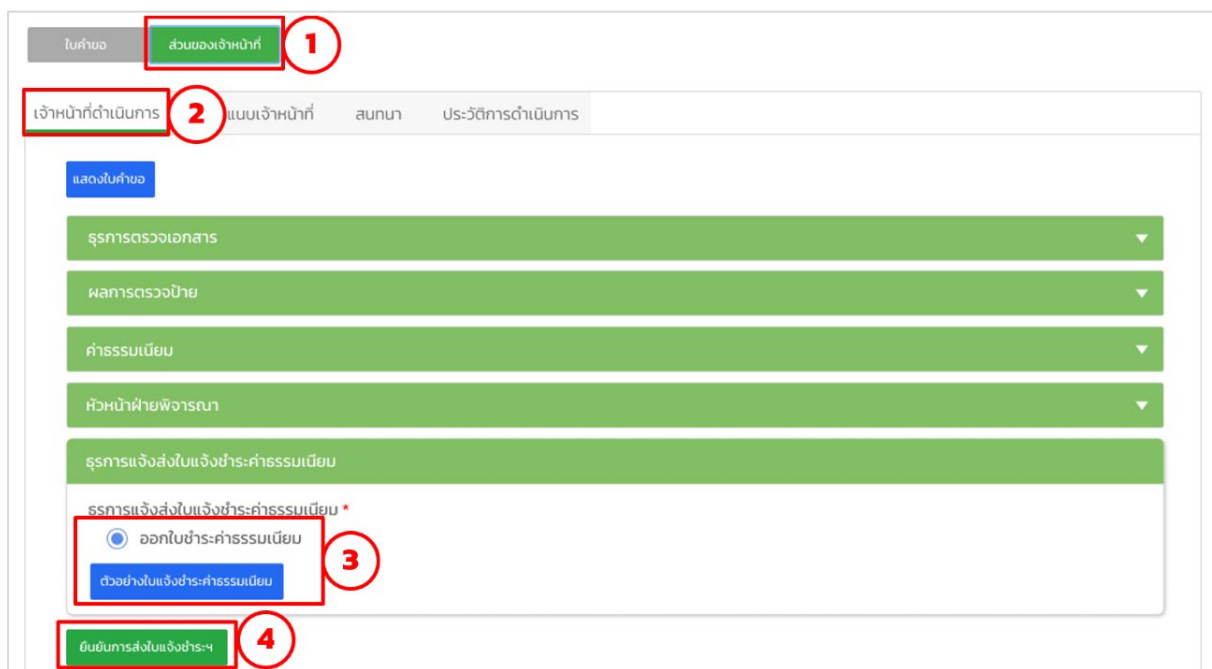 ใบคำขอ ส่วนของเจ้าหน้าที่ 1
เจ้าหน้าที่ดำเนินการ 2 แบบเจ้าหน้าที่ สนทนา ประวัติการดำเนินการ
แสดงใบคำขอ
ธุรการตรวจเอกสาร
ผลการตรวจป้าย
ค่าธรรมเนียม
หัวหน้าฝ่ายพิจารณา
ธุรการแจ้งส่งใบแจ้งชำระค่าธรรมเนียม
ธุรการแจ้งส่งใบแจ้งชำระค่าธรรมเนียม *
ออกใบชำระค่าธรรมเนียม
3
ตัวอย่างใบแจ้งชำระค่าธรรมเนียม
ยืนยันการส่งใบแจ้งชำระฯ 4